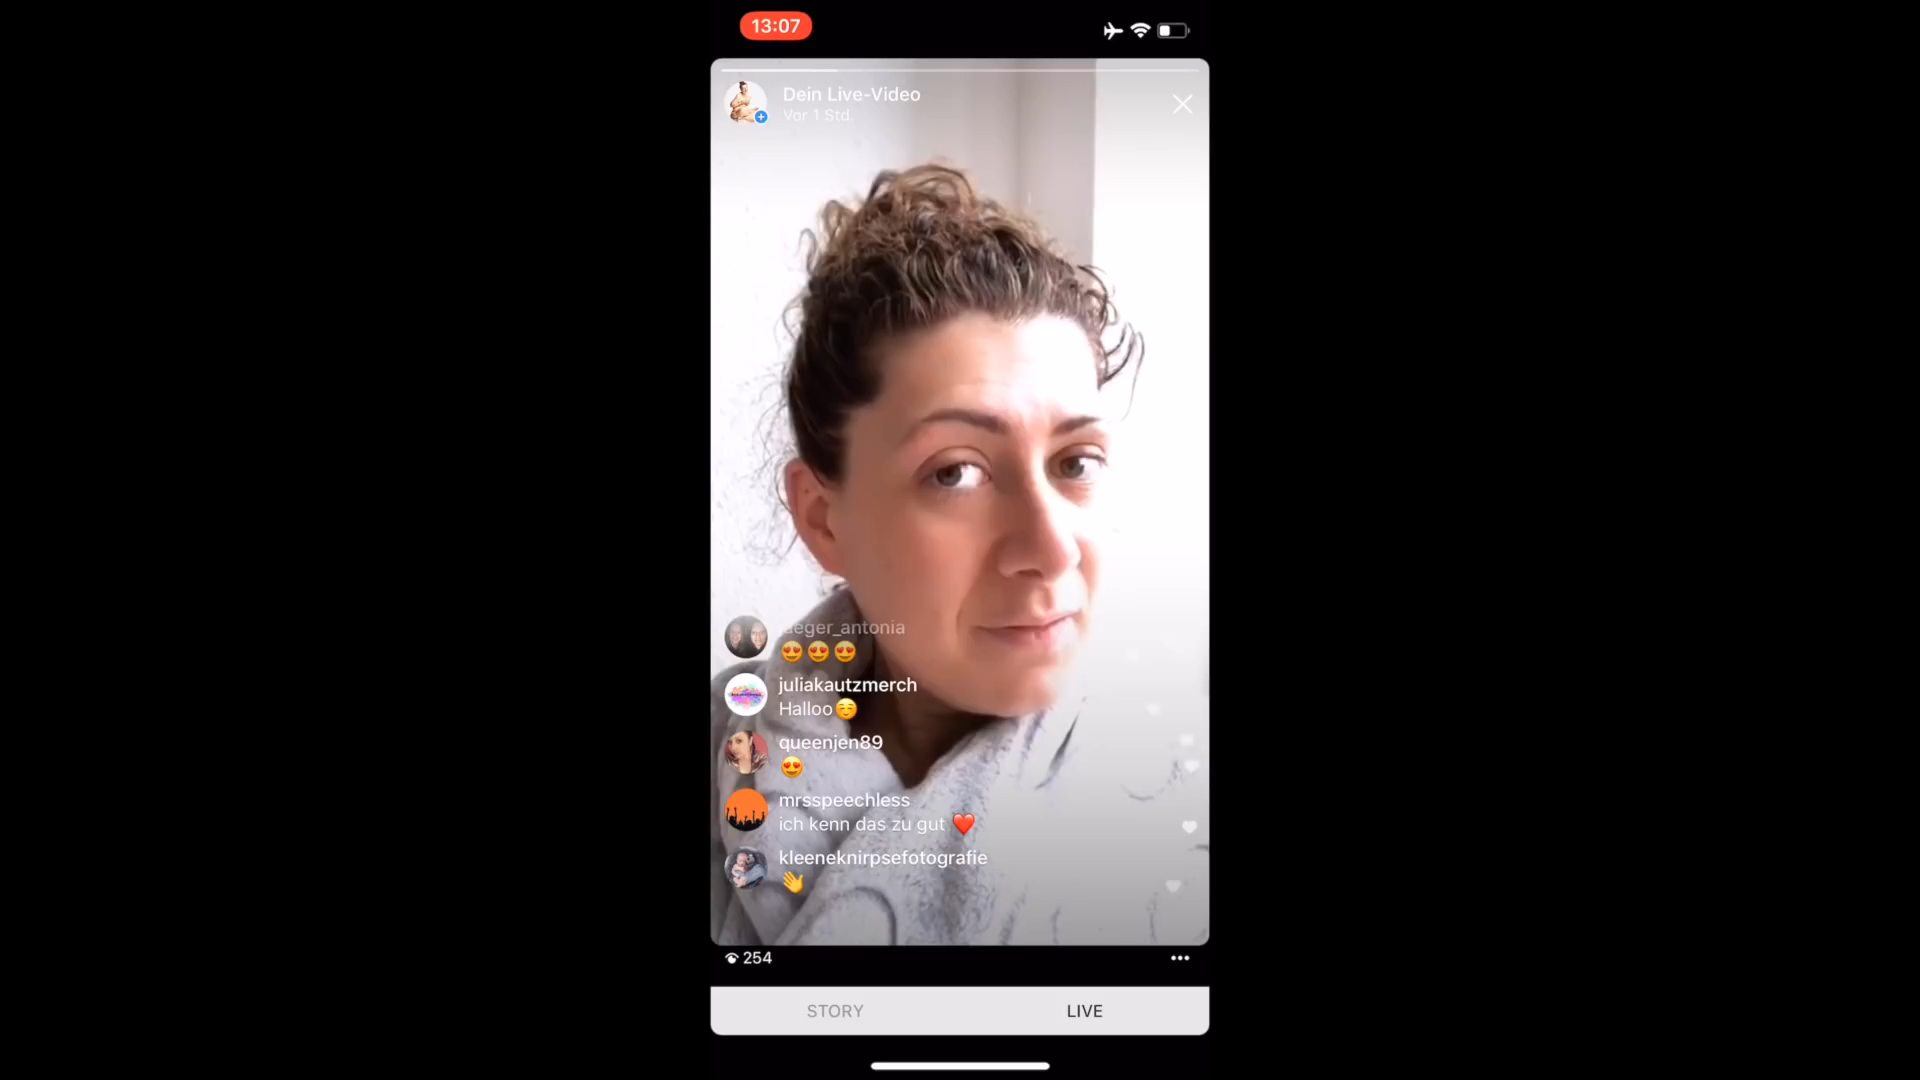 13:07
Dein Live-Video
Vor 1 Std.
jaeger_antonia
😍😍😍
juliakautzmerch
Halloo☺️
queenjen89
😍
mrsspeechless
ich kenn das zu gut ❤️
kleeneknirpsefotografie
👋
254
STORY
LIVE